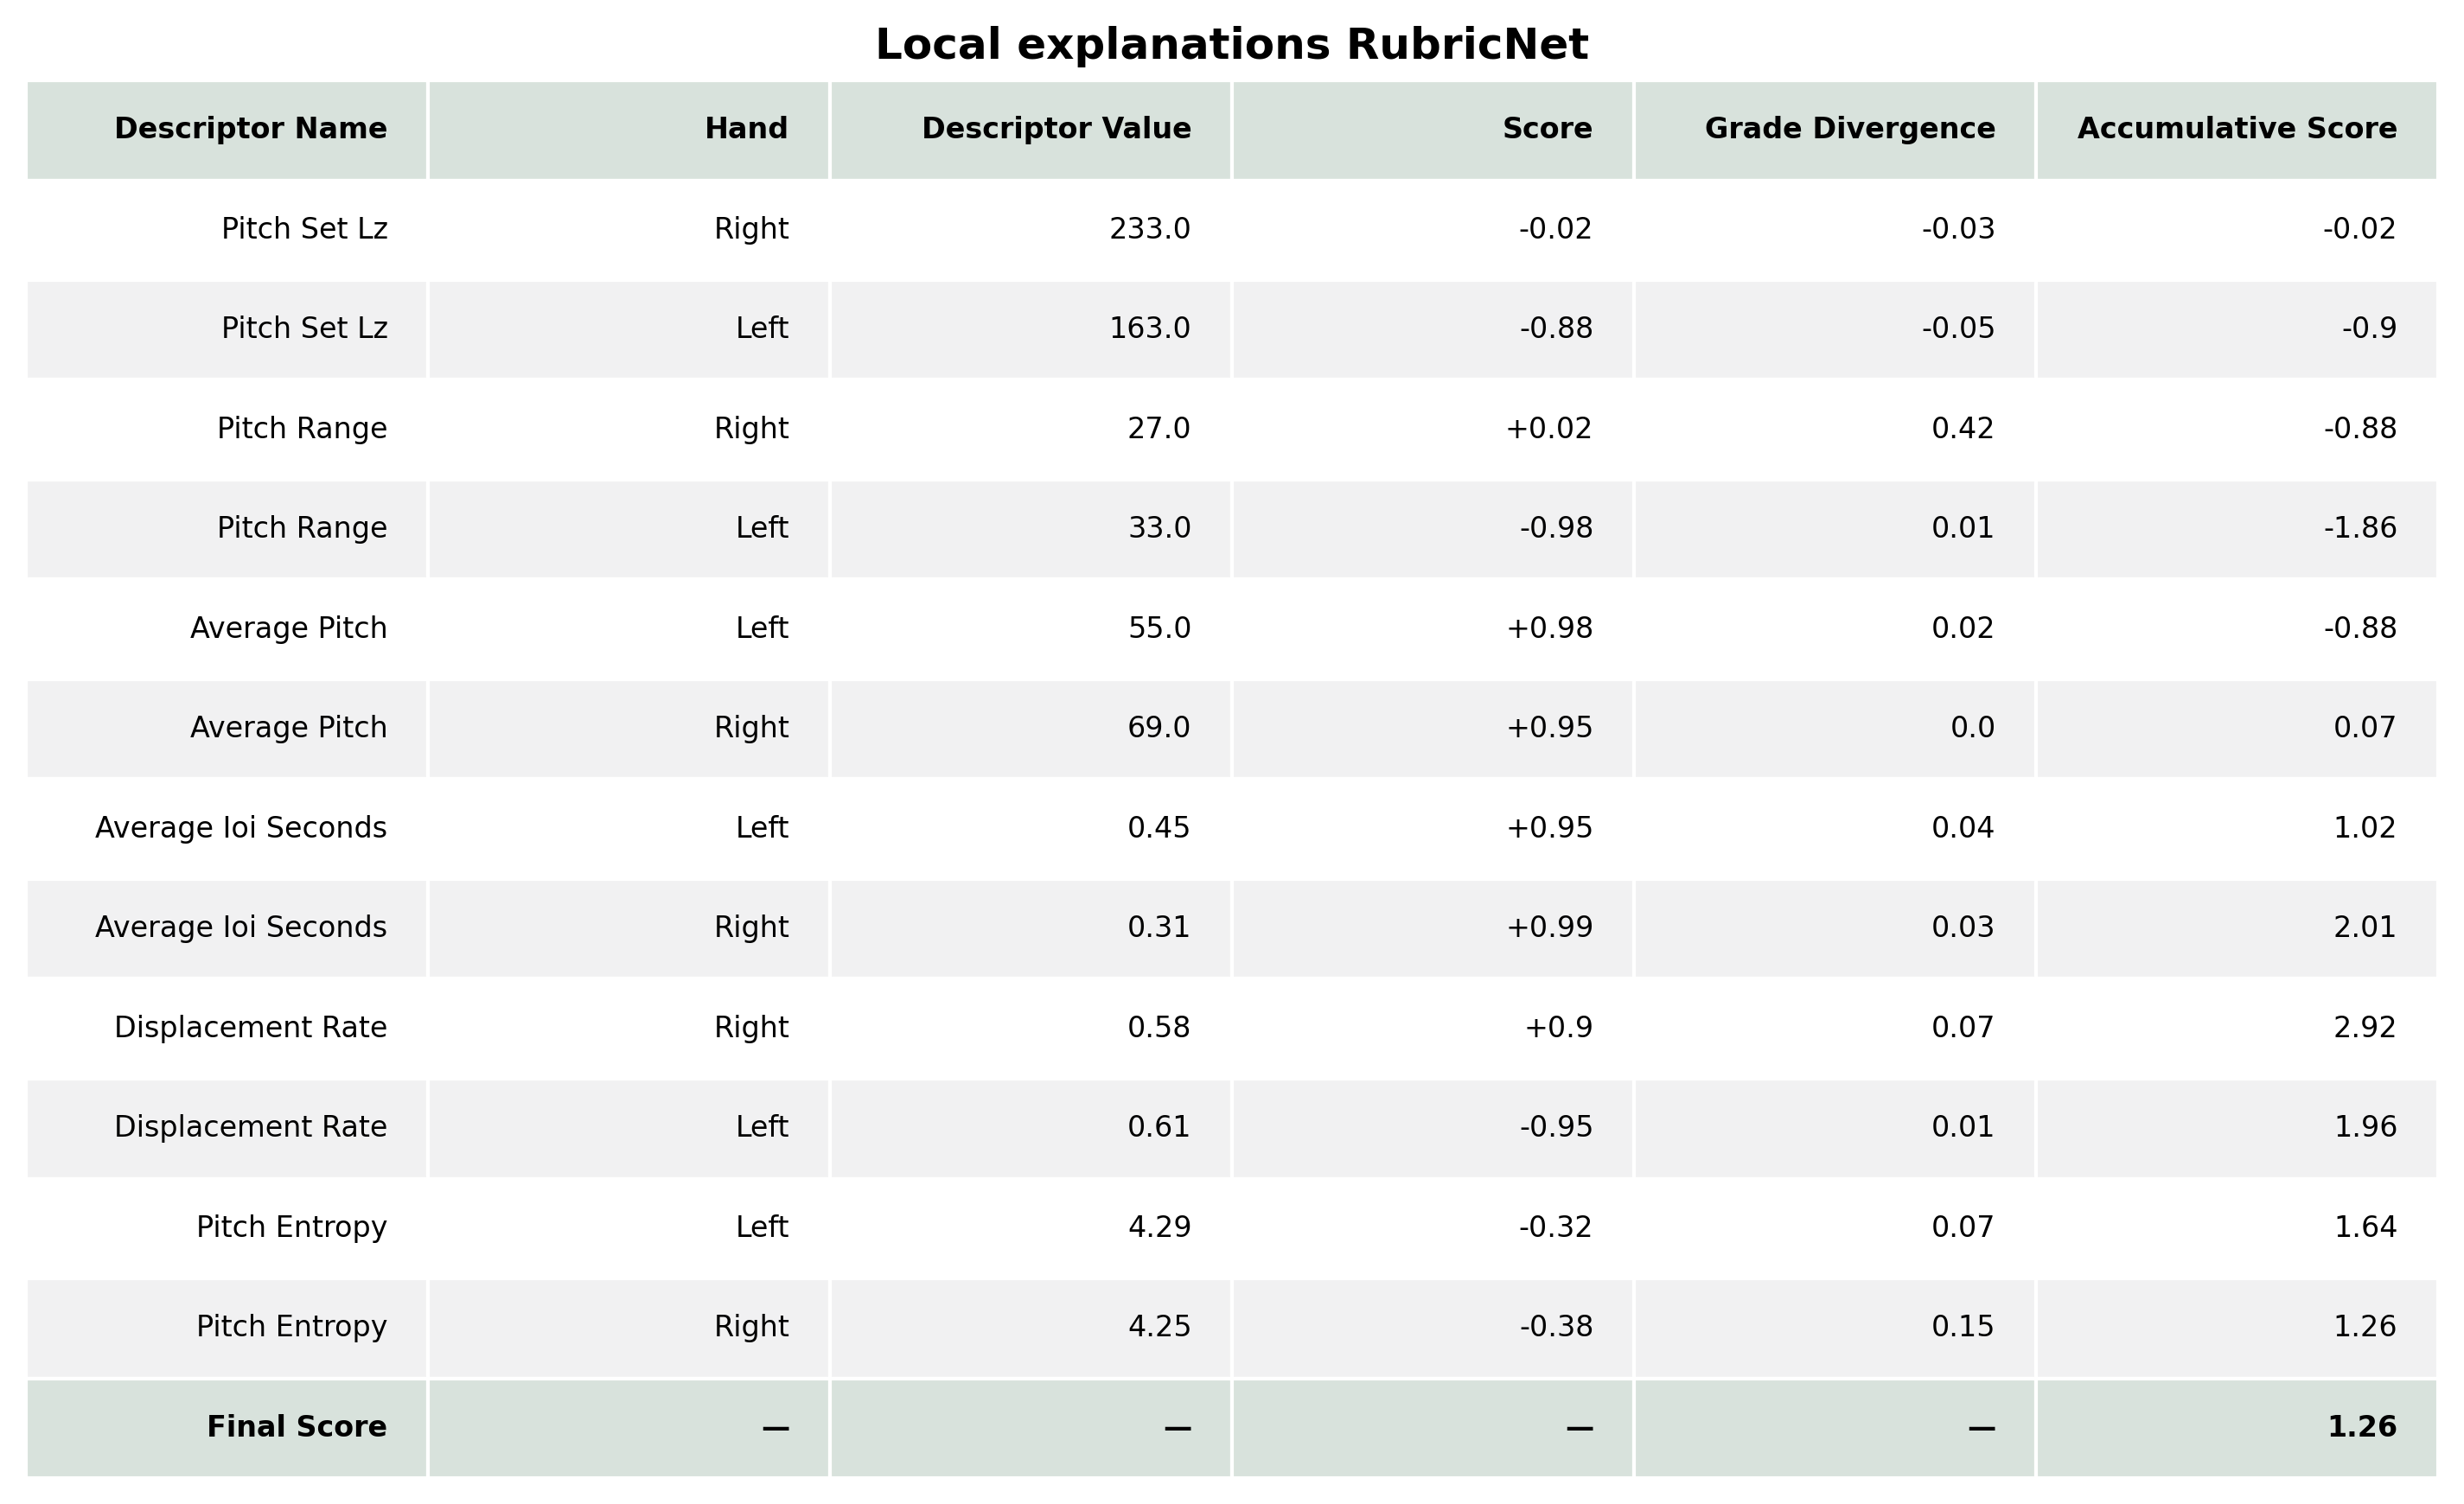 Local explanations RubricNet
Descriptor Name Hand Descriptor Value Score Grade Divergence Accumulative Score
Pitch Set Lz Right 233.0 -0.02 -0.03 -0.02
Pitch Set Lz Left 163.0 -0.88 -0.05 -0.9
Pitch Range Right 27.0 +0.02 0.42 -0.88
Pitch Range Left 33.0 -0.98 0.01 -1.86
Average Pitch Left 55.0 +0.98 0.02 -0.88
Average Pitch Right 69.0 +0.95 0.0 0.07
Average Ioi Seconds Left 0.45 +0.95 0.04 1.02
Average Ioi Seconds Right 0.31 +0.99 0.03 2.01
Displacement Rate Right 0.58 +0.9 0.07 2.92
Displacement Rate Left 0.61 -0.95 0.01 1.96
Pitch Entropy Left 4.29 -0.32 0.07 1.64
Pitch Entropy Right 4.25 -0.38 0.15 1.26
Final Score — — — — 1.26